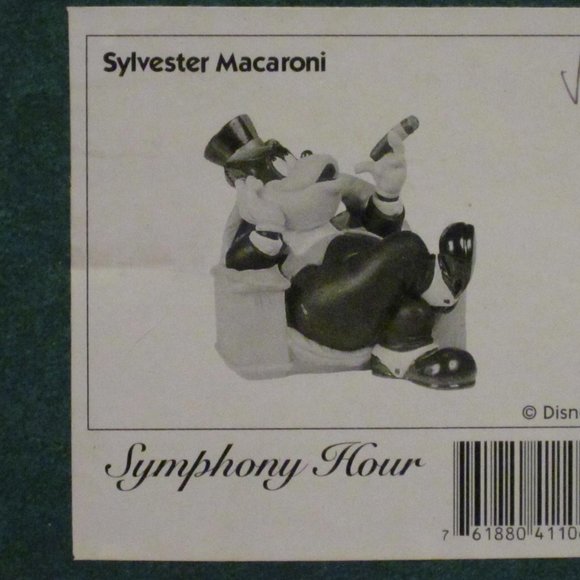 Sylvester Macaroni
© Disn
Symphony Hour
7 61880 4110